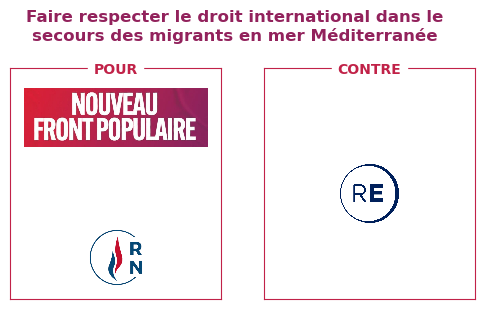 Faire respecter le droit international dans le
secours des migrants en mer Méditerranée
POUR
NOUVEAU
FRONT POPULAIRE
R
N
CONTRE
RE